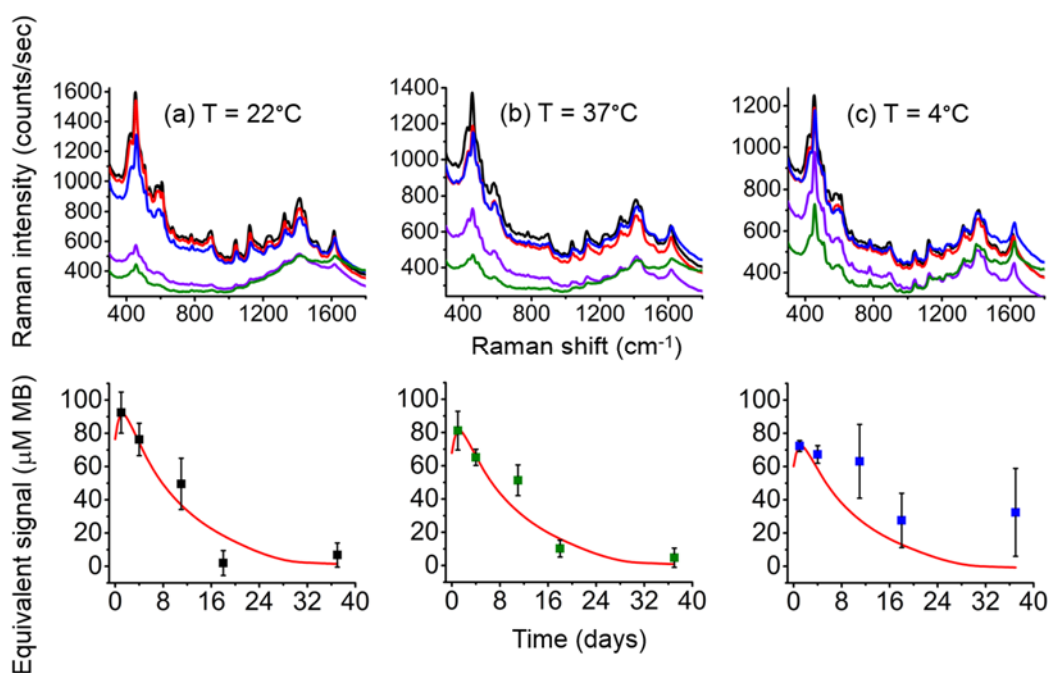 Raman intensity (counts/sec)
(a) T = 22°C
1600
1400
1200
1000
800
600
400
400 800 1200 1600
(b) T = 37°C
1400
1200
1000
800
600
400
400 800 1200 1600
(c) T = 4°C
1200
1000
800
600
400
400 800 1200 1600
Raman shift (cm⁻¹)
Equivalent signal (μM MB)
100
80
60
40
20
0
0 8 16 24 32 40
100
80
60
40
20
0
0 8 16 24 32 40
100
80
60
40
20
0
0 8 16 24 32 40
Time (days)